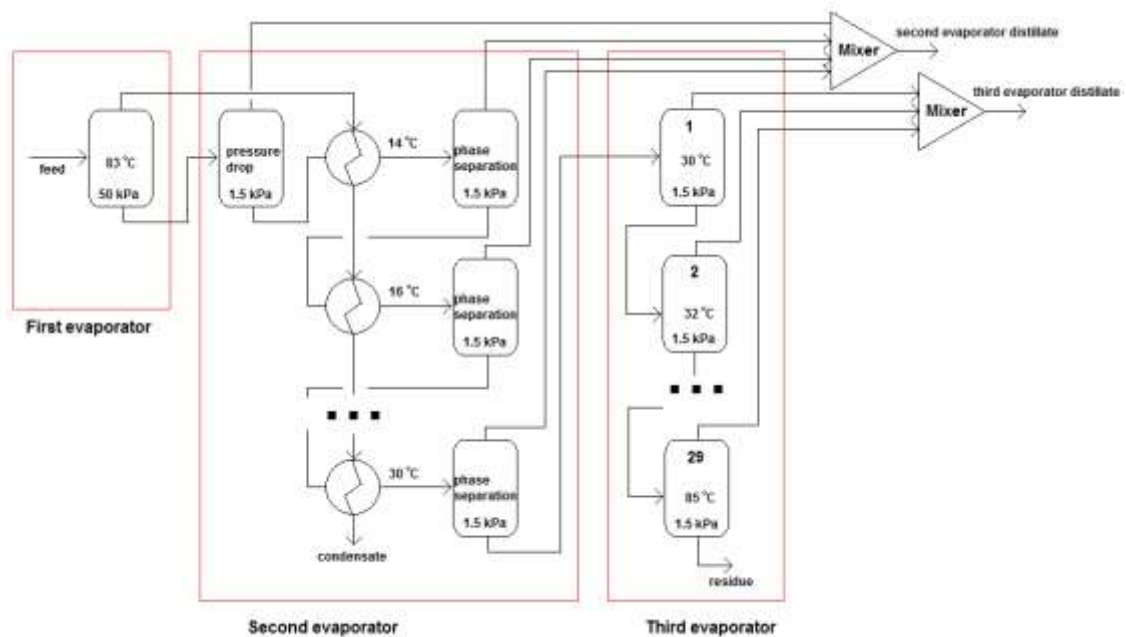 second evaporator distillate
Mixer
third evaporator distillate
Mixer
feed
83 °C
50 kPa
pressure
drop
1.5 kPa
14 °C
phase
separation
1.5 kPa
1
30 °C
1.5 kPa
16 °C
phase
separation
1.5 kPa
2
32 °C
1.5 kPa
First evaporator
30 °C
phase
separation
1.5 kPa
29
85 °C
1.5 kPa
condensate
residue
Second evaporator
Third evaporator